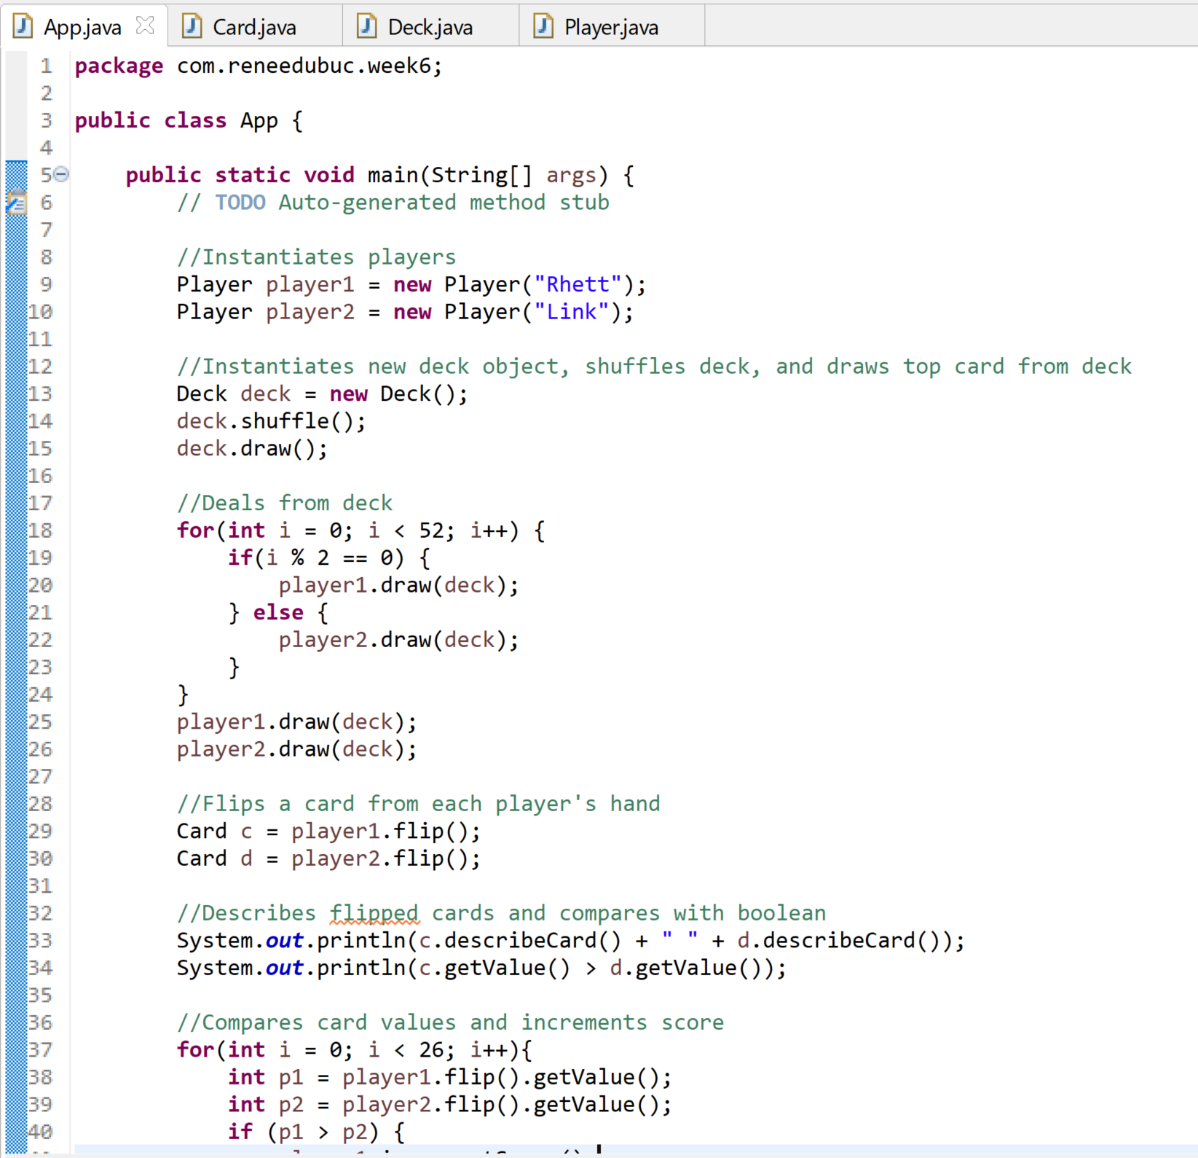 App.java Card.java Deck.java Player.java
1 package com.reneedubuc.week6;
2
3 public class App {
4
5 public static void main(String[] args) {
6 // TODO Auto-generated method stub
7
8 //Instantiates players
9 Player player1 = new Player("Rhett");
10 Player player2 = new Player("Link");
11
12 //Instantiates new deck object, shuffles deck, and draws top card from deck
13 Deck deck = new Deck();
14 deck.shuffle();
15 deck.draw();
16
17 //Deals from deck
18 for(int i = 0; i < 52; i++) {
19 if(i % 2 == 0) {
20 player1.draw(deck);
21 } else {
22 player2.draw(deck);
23 }
24 }
25 player1.draw(deck);
26 player2.draw(deck);
27
28 //Flips a card from each player's hand
29 Card c = player1.flip();
30 Card d = player2.flip();
31
32 //Describes flipped cards and compares with boolean
33 System.out.println(c.describeCard() + " " + d.describeCard());
34 System.out.println(c.getValue() > d.getValue());
35
36 //Compares card values and increments score
37 for(int i = 0; i < 26; i++){
38 int p1 = player1.flip().getValue();
39 int p2 = player2.flip().getValue();
40 if (p1 > p2) {